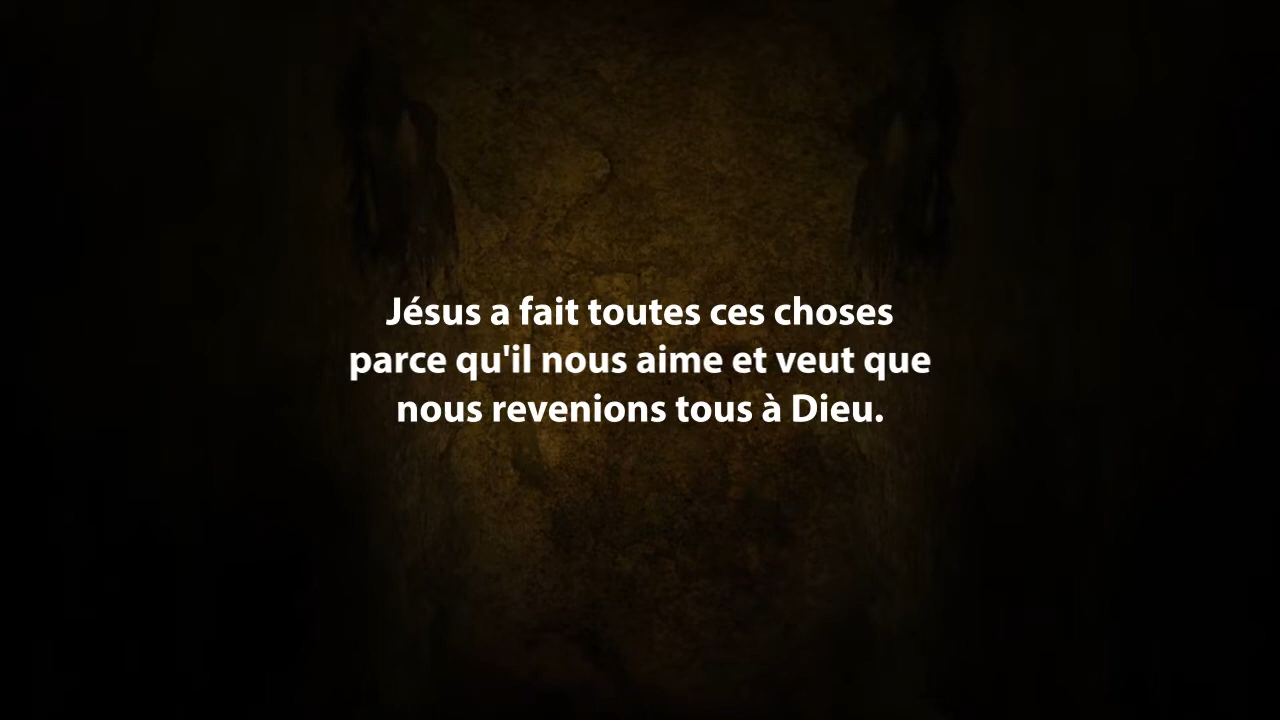 Jésus a fait toutes ces choses
parce qu'il nous aime et veut que
nous revenions tous à Dieu.